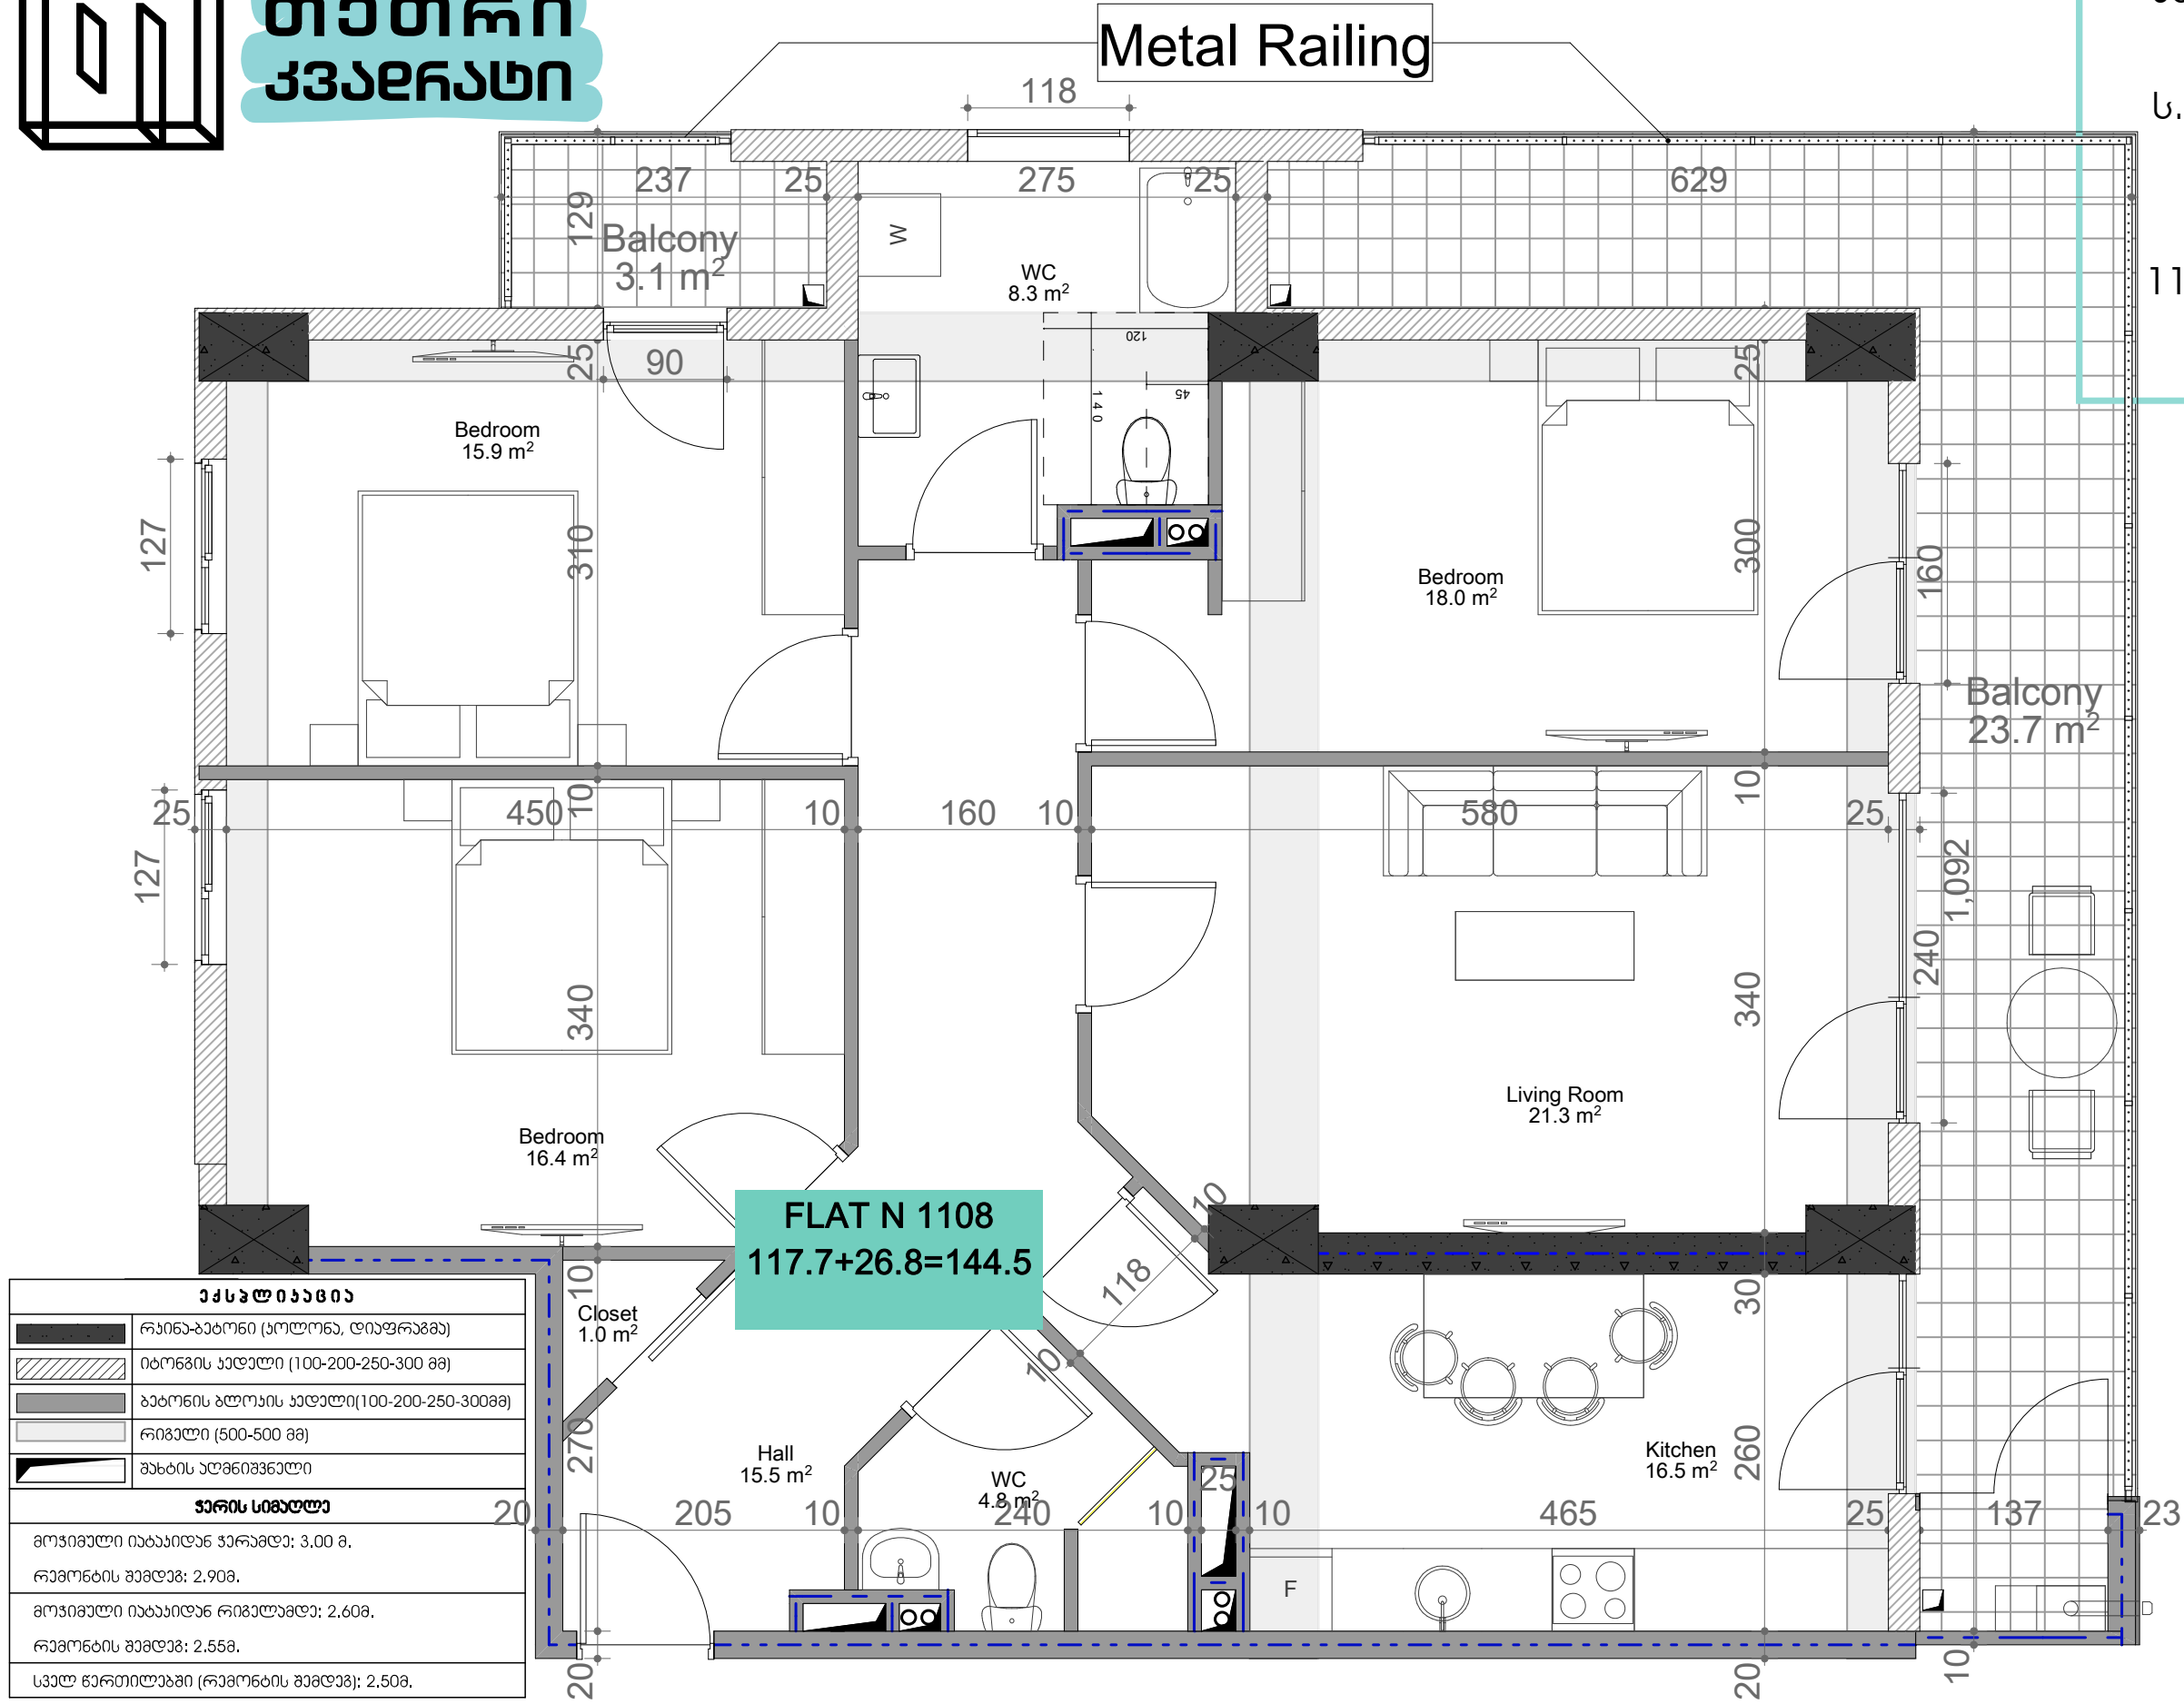 თეთრი
კვადრატი
Metal Railing
ს.
11
118
237
25
275
25
629
129
Balcony
3.1 m²
W
WC
8.3 m²
120
45
140
25
90
25
Bedroom
15.9 m²
127
310
Bedroom
18.0 m²
300
160
Balcony
23.7 m²
25
450
10
10
160
10
580
10
25
127
1,092
240
340
340
Living Room
21.3 m²
Bedroom
16.4 m²
10
FLAT N 1108
117.7+26.8=144.5
118
10
10
30
Closet
1.0 m²
270
Hall
15.5 m²
WC
4.8 m²
Kitchen
16.5 m²
260
20
205
10
240
10
25
10
465
25
137
23
F
20
20
10
ექსპლიკაცია
რკინა-ბეტონი (კოლონა, დიაფრაგმა)
იტონგის კედელი (100-200-250-300 მმ)
ბეტონის ბლოკის კედელი(100-200-250-300მმ)
რიგელი (500-500 მმ)
შახტის აღმნიშვნელი
ჭერის სიმაღლე
მოჭიმული იატაკიდან ჭერამდე: 3.00 მ.
რემონტის შემდეგ: 2.90მ.
მოჭიმული იატაკიდან რიგელამდე: 2.60მ.
რემონტის შემდეგ: 2.55მ.
სველ წერტილებში (რემონტის შემდეგ): 2.50მ.